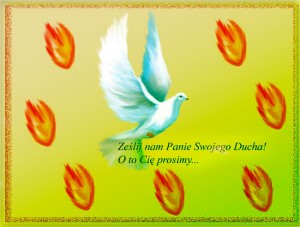 Ześlij nam Panie Swojego Ducha!
O to Cię prosimy...